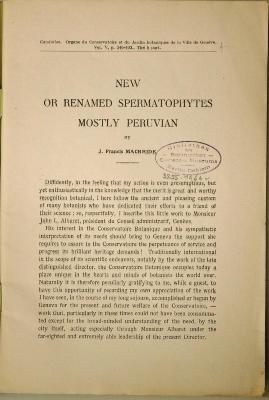 Candollea. Organe du Conservatoire et du Jardin botaniques de la Ville de Genève.
Vol. V, p.
NEW
OR RENAMED SPERMATOPHYTES
MOSTLY PERUVIAN
BY
J. Francis MACBRIDE
Diffidently, in the feeling that my action is even presumptuous, but
yet enthusiastically in the knowledge that the merit is great and worthy
recognition botanical, I here follow the ancient and pleasing custom
of many botanists who have dedicated their efforts to a friend of
their science; so, respectfully, I inscribe this little work to Monsieur
John L. président du Conseil administratif, Genève.
His interest in the Conservatoire Botanique and his sympathetic
interpretation of its needs should bring to Geneva the support she
requires to assure to the Conservatoire the perpetuance of service and
progress its brilliant heritage demands! Traditionally international
in the scope of its scientific endeavors, notably by the work of the late
distinguished director, the Conservatoire Botanique occupies today a
place unique in the hearts and minds of botanists the world over.
Naturally it is therefore peculiarly gratifying to me, while a guest, to
have this opportunity of recording my own appreciation of the work
I have seen, in the course of my long sojourn, accomplished or begun by
Geneva for the present and future welfare of the Conservatoire, —
work that, particularly in these times could not have been consummated
except for the broad-minded understanding of the need, by the
city itself, acting especially through Monsieur under the
far-sighted and extremely able leadership of the present Director.